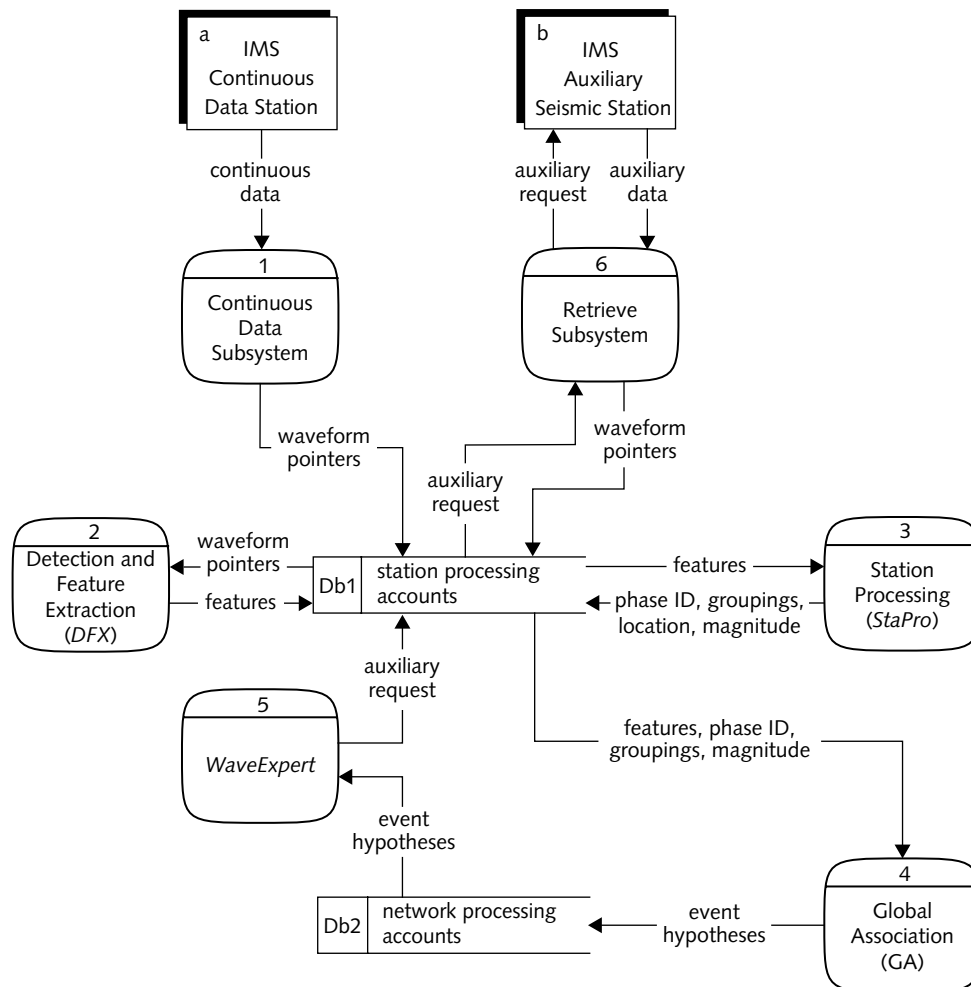 a
IMS
Continuous
Data Station
b
IMS
Auxiliary
Seismic Station
continuous
data
auxiliary
request
auxiliary
data
1
Continuous
Data
Subsystem
6
Retrieve
Subsystem
waveform
pointers
auxiliary
request
waveform
pointers
2
Detection and
Feature
Extraction
(DFX)
waveform
pointers
features
Db1
station processing
accounts
features
phase ID, groupings,
location, magnitude
3
Station
Processing
(StaPro)
auxiliary
request
5
WaveExpert
features, phase ID,
groupings, magnitude
event
hypotheses
Db2
network processing
accounts
event
hypotheses
4
Global
Association
(GA)